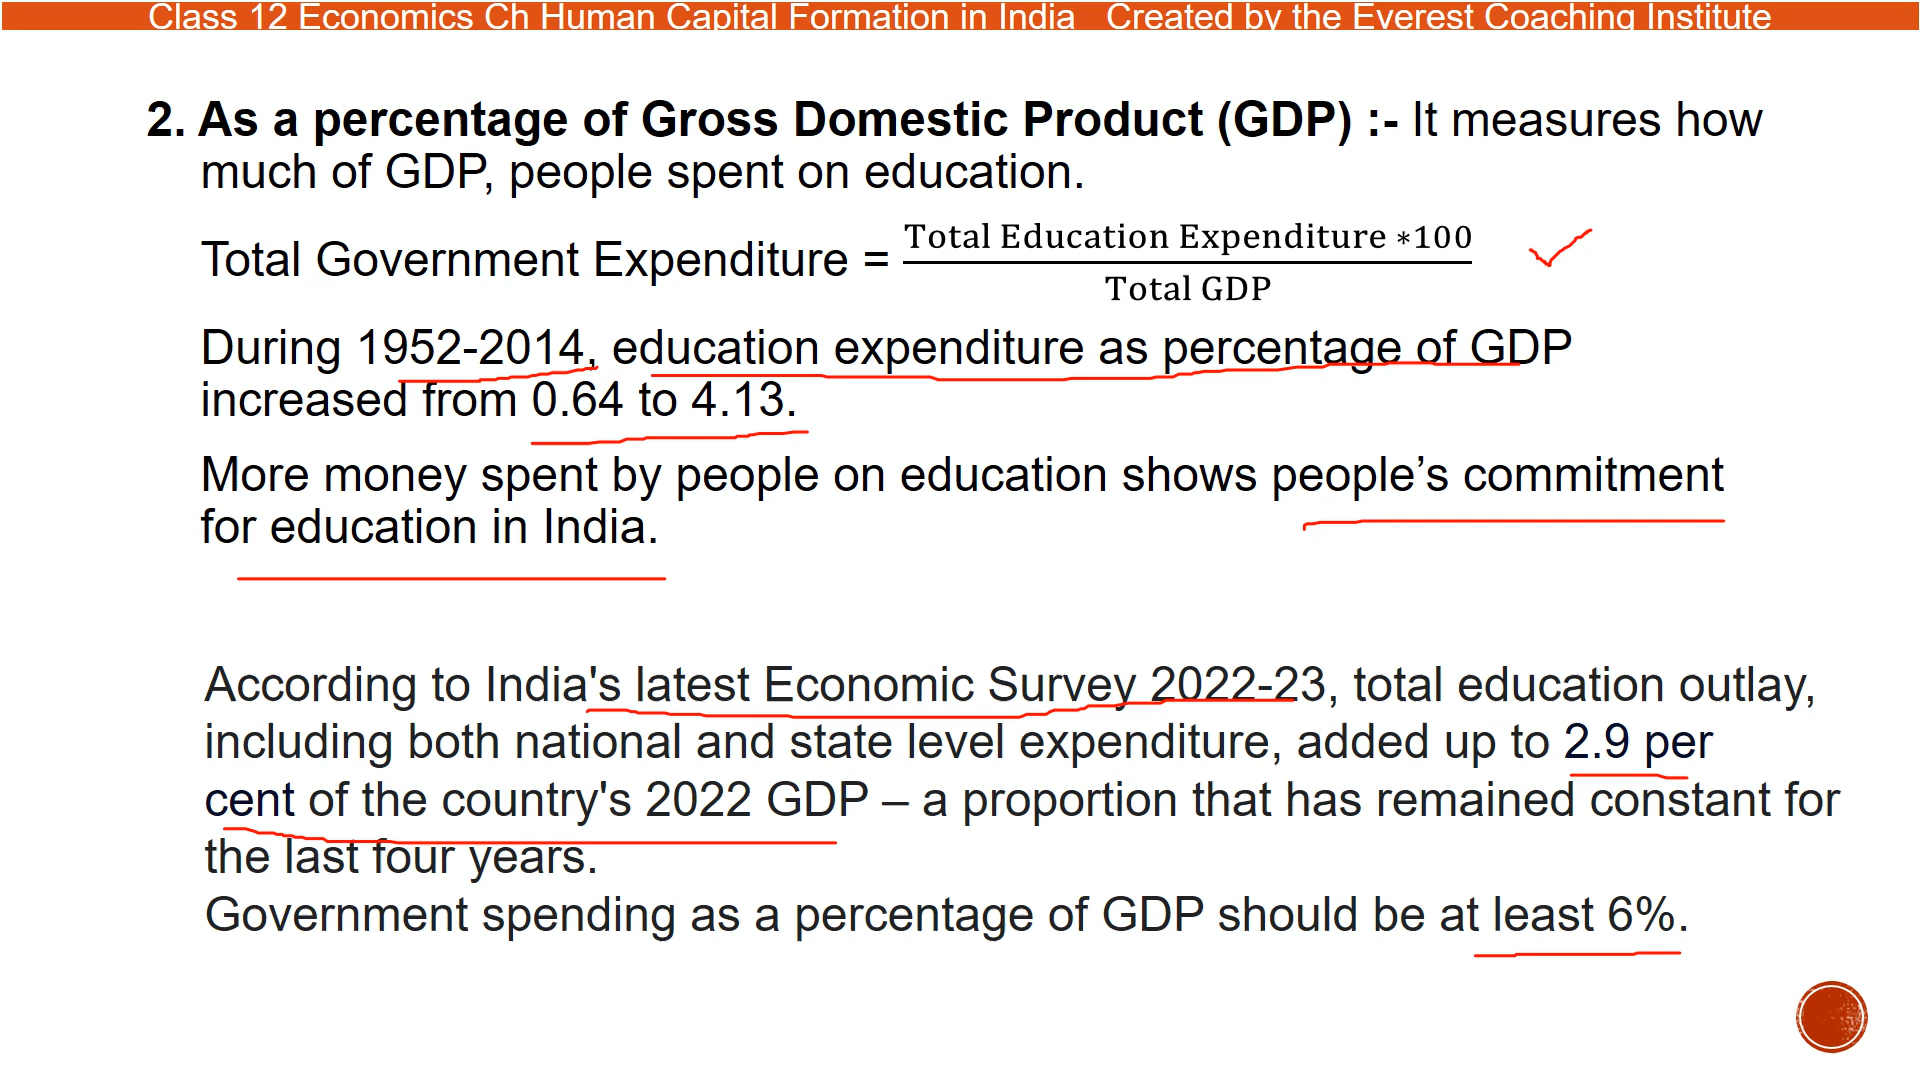 Class 12 Economics Ch Human Capital Formation in India   Created by the Everest Coaching Institute
2. As a percentage of Gross Domestic Product (GDP) :- It measures how
much of GDP, people spent on education.
Total Government Expenditure = Total Education Expenditure *100
Total GDP
During 1952-2014, education expenditure as percentage of GDP
increased from 0.64 to 4.13.
More money spent by people on education shows people’s commitment
for education in India.
According to India's latest Economic Survey 2022-23, total education outlay,
including both national and state level expenditure, added up to 2.9 per
cent of the country's 2022 GDP – a proportion that has remained constant for
the last four years.
Government spending as a percentage of GDP should be at least 6%.